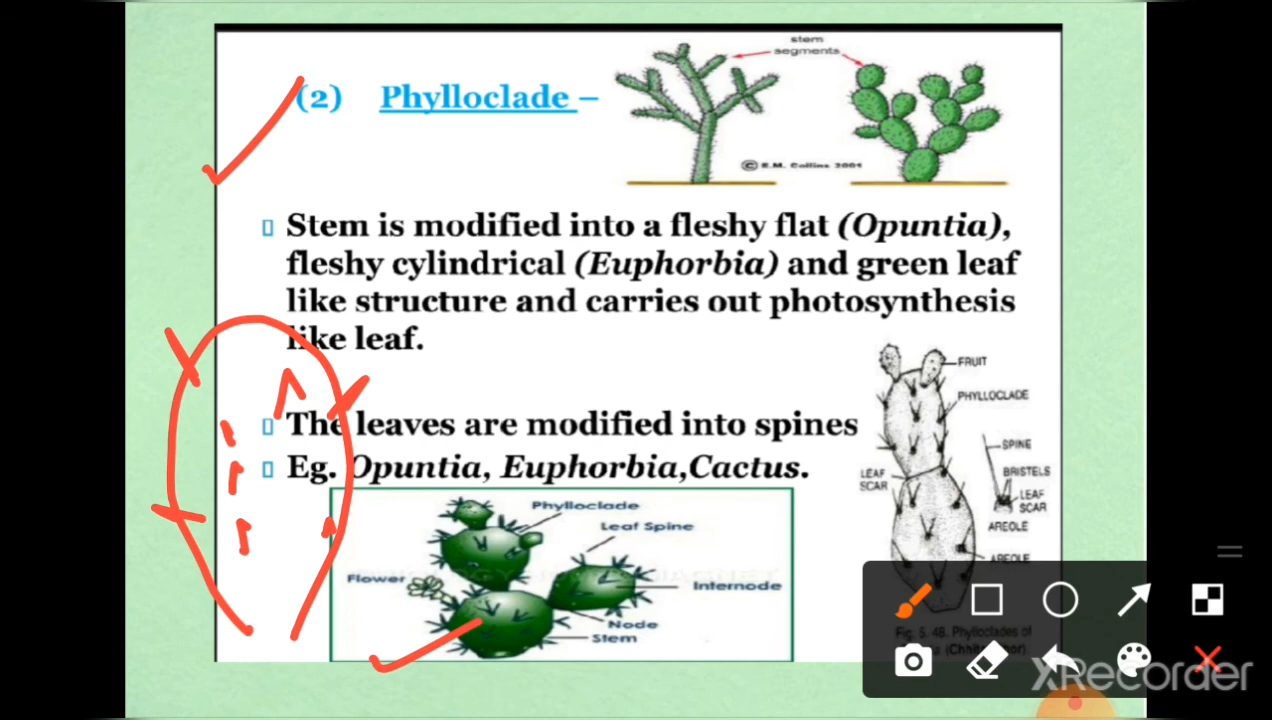 stem
segments
(2) Phylloclade –
© E.M. Collins 2001
Stem is modified into a fleshy flat (Opuntia),
fleshy cylindrical (Euphorbia) and green leaf
like structure and carries out photosynthesis
like leaf.
FRUIT
PHYLLOCLADE
The leaves are modified into spines
SPINE
Eg. Opuntia, Euphorbia,Cactus.
LEAF
SCAR
BRISTELS
LEAF
SCAR
AREOLE
AREOLE
Phylloclade
Leaf Spine
Flower
Internode
Node
Stem
Fig. 5. 48. Phylloclades of
XRecorder